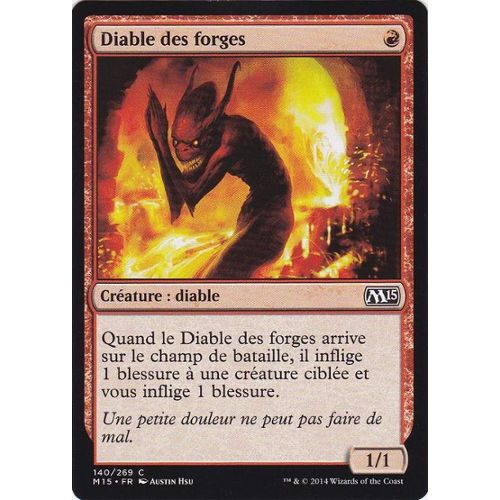 Diable des forges
Créature : diable
M15
Quand le Diable des forges arrive
sur le champ de bataille, il inflige
1 blessure à une créature ciblée et
vous inflige 1 blessure.
Une petite douleur ne peut pas faire de
mal.
1/1
140/269 C
M15 • FR Austin Hsu
™ & © 2014 Wizards of the Coast